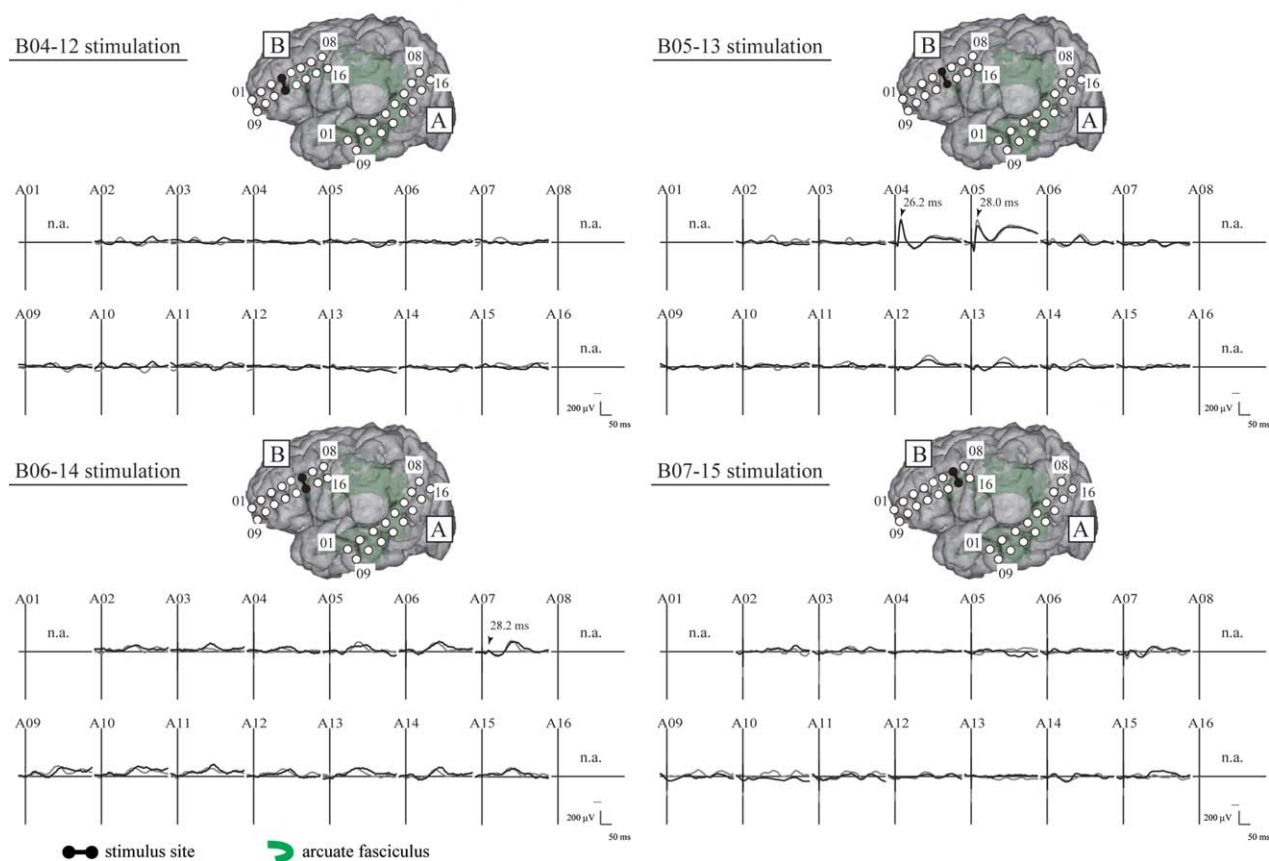 B04-12 stimulation
B
08
16
01
09
08
16
01
09
A
A01 A02 A03 A04 A05 A06 A07 A08
n.a. n.a.
A09 A10 A11 A12 A13 A14 A15 A16
n.a.
200 μV
50 ms
B05-13 stimulation
B
08
16
01
09
08
16
01
09
A
A01 A02 A03 A04 A05 A06 A07 A08
n.a. 26.2 ms 28.0 ms n.a.
A09 A10 A11 A12 A13 A14 A15 A16
n.a.
200 μV
50 ms
B06-14 stimulation
B
08
16
01
09
08
16
01
09
A
A01 A02 A03 A04 A05 A06 A07 A08
n.a. 28.2 ms n.a.
A09 A10 A11 A12 A13 A14 A15 A16
n.a.
200 μV
50 ms
B07-15 stimulation
B
08
16
01
09
08
16
01
09
A
A01 A02 A03 A04 A05 A06 A07 A08
n.a. n.a.
A09 A10 A11 A12 A13 A14 A15 A16
n.a.
200 μV
50 ms
stimulus site arcuate fasciculus